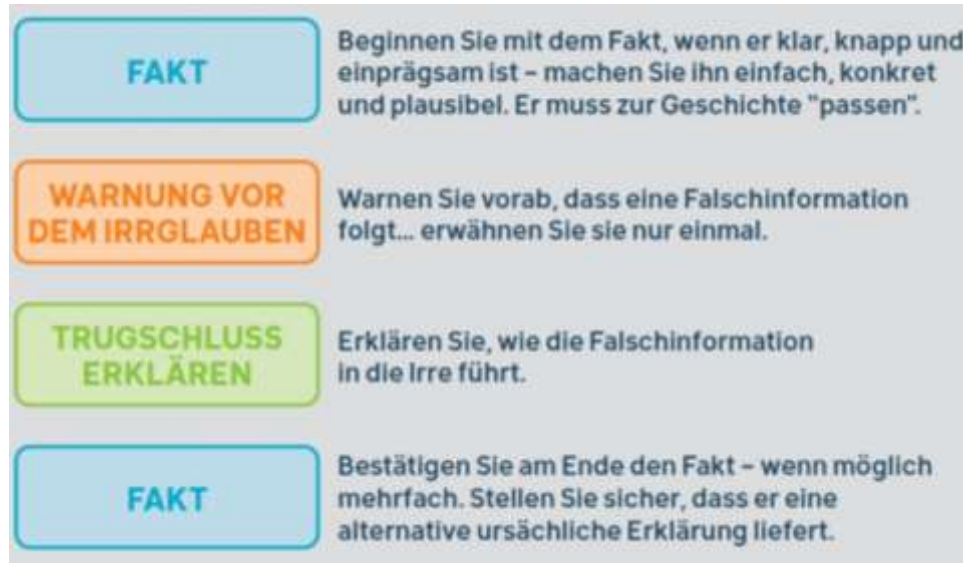 FAKT
Beginnen Sie mit dem Fakt, wenn er klar, knapp und
einprägsam ist – machen Sie ihn einfach, konkret
und plausibel. Er muss zur Geschichte "passen".
WARNUNG VOR
DEM IRRGLAUBEN
Warnen Sie vorab, dass eine Falschinformation
folgt... erwähnen Sie sie nur einmal.
TRUGSCHLUSS
ERKLÄREN
Erklären Sie, wie die Falschinformation
in die Irre führt.
FAKT
Bestätigen Sie am Ende den Fakt – wenn möglich
mehrfach. Stellen Sie sicher, dass er eine
alternative ursächliche Erklärung liefert.